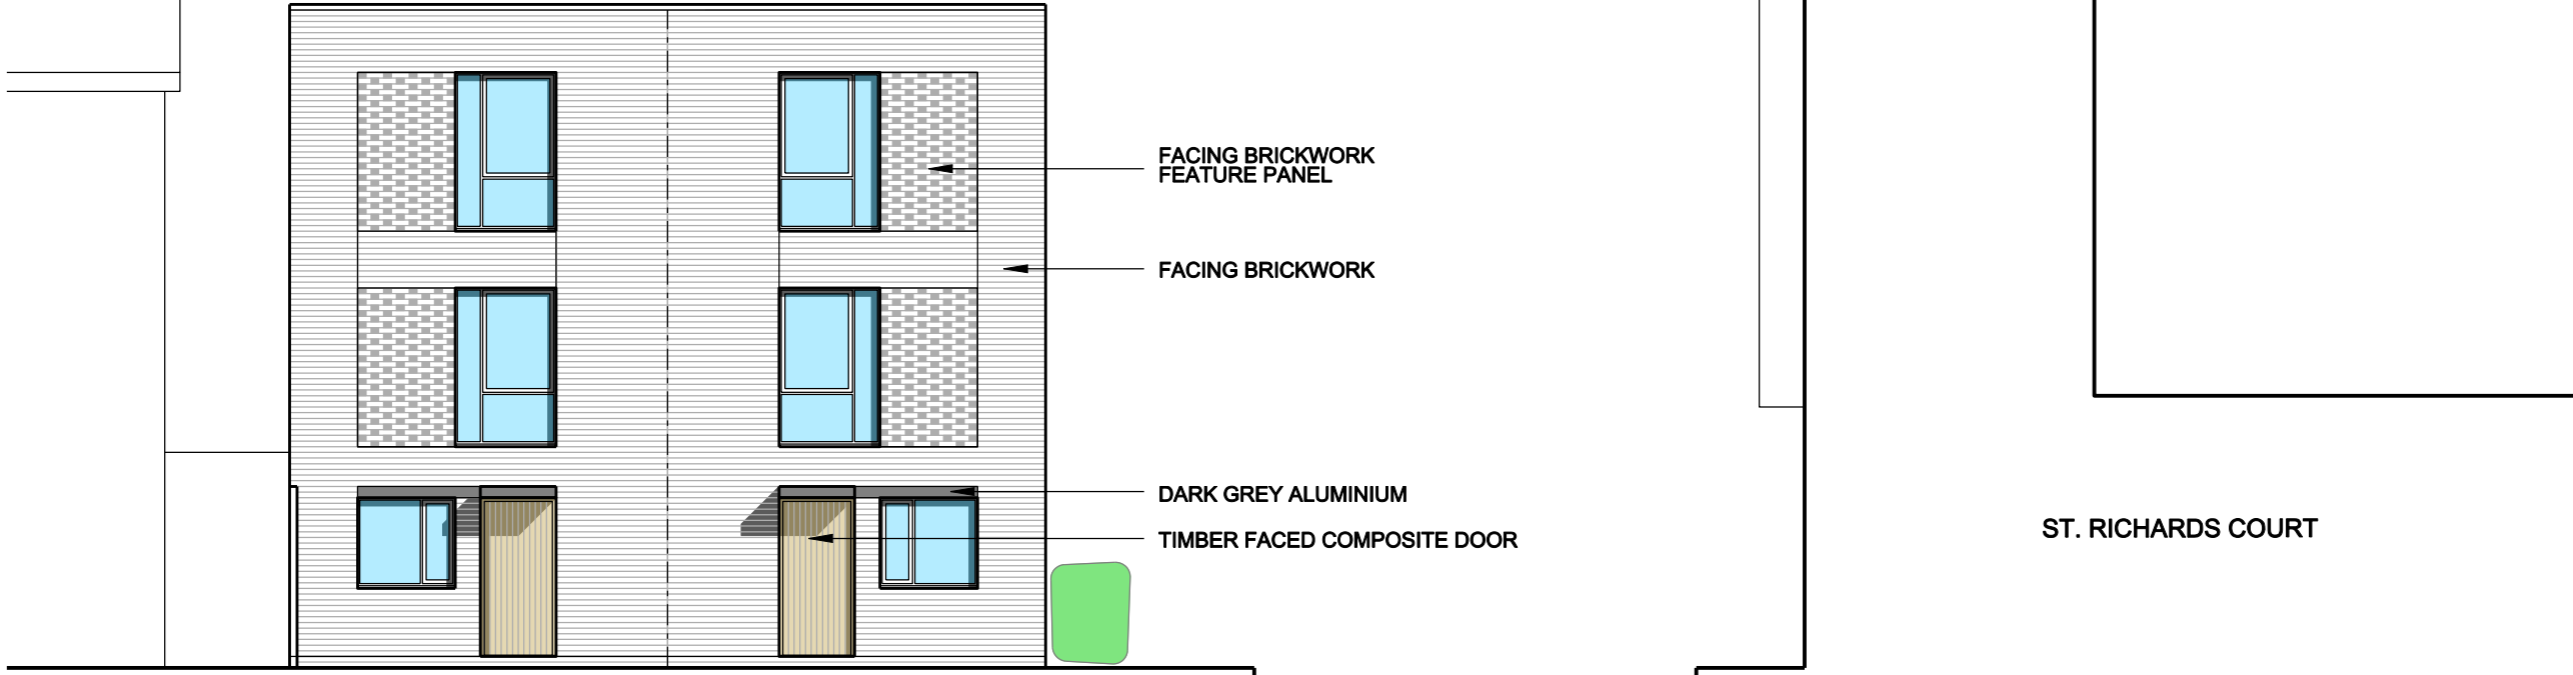 FACING BRICKWORK
FEATURE PANEL
FACING BRICKWORK
DARK GREY ALUMINIUM
TIMBER FACED COMPOSITE DOOR
ST. RICHARDS COURT